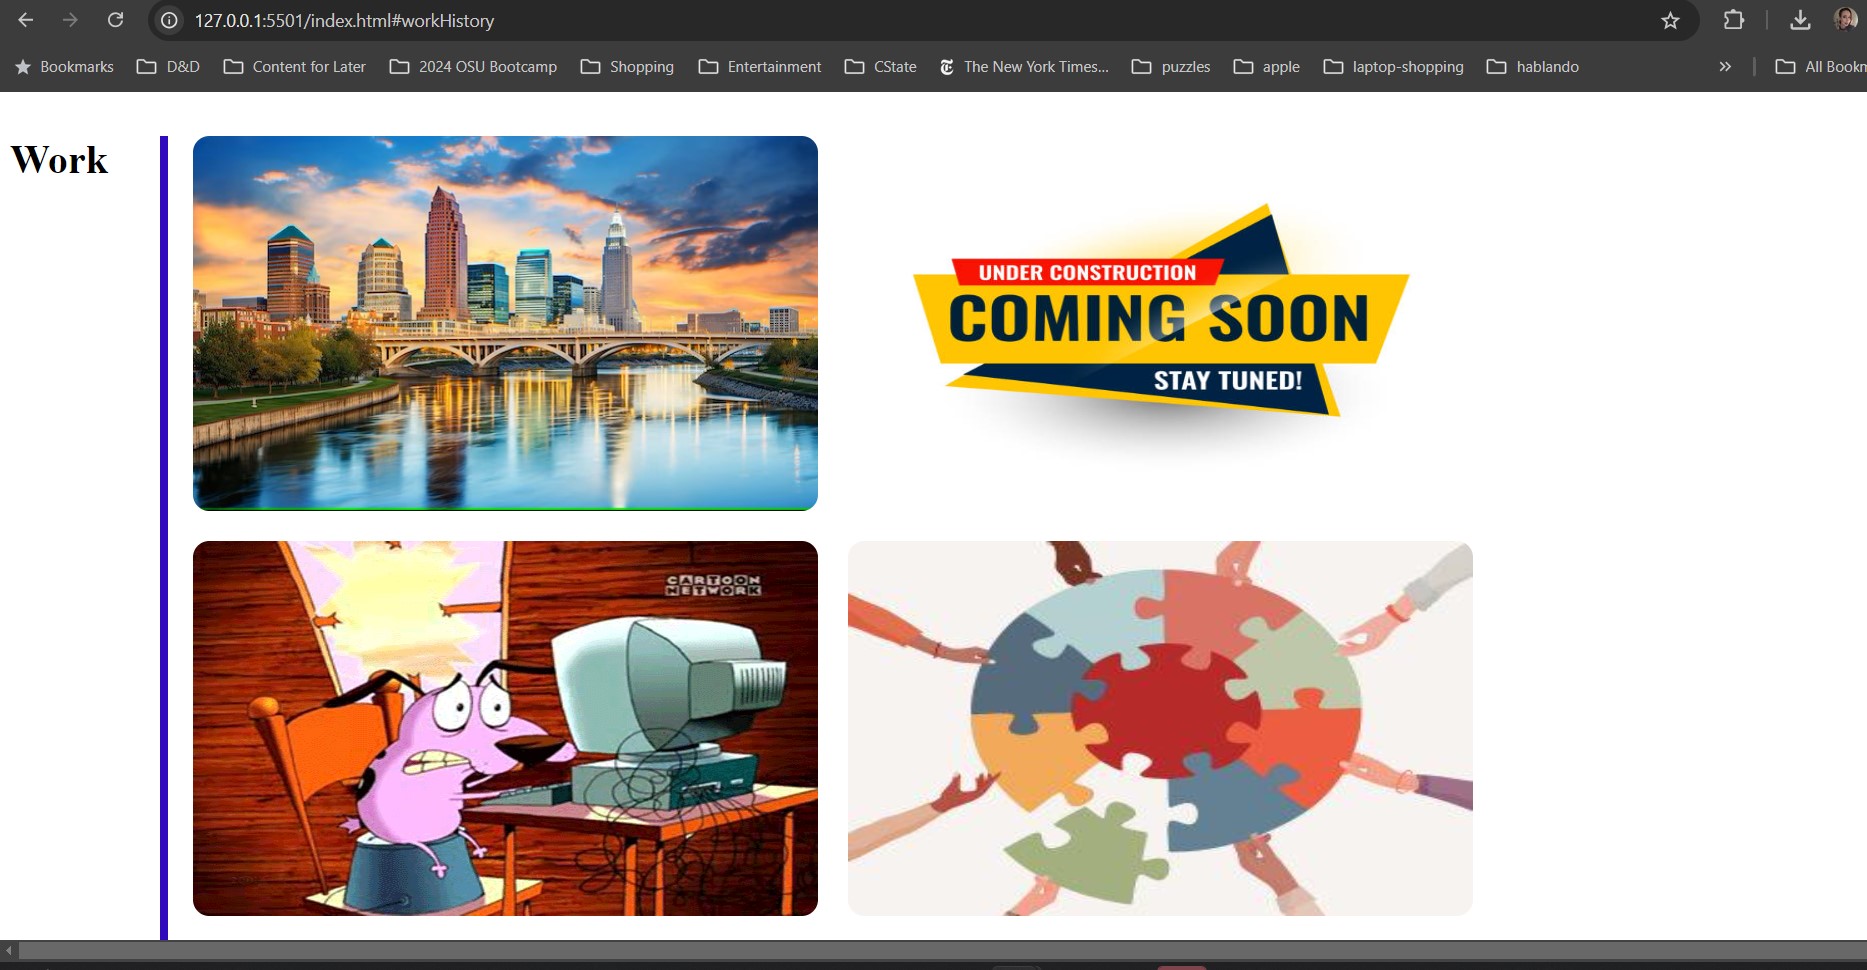 127.0.0.1:5501/index.html#workHistory
Bookmarks D&D Content for Later 2024 OSU Bootcamp Shopping Entertainment CState The New York Times... puzzles apple laptop-shopping hablando » All Bookm
Work
UNDER CONSTRUCTION
COMING SOON
STAY TUNED!
CARTOON
NETWORK